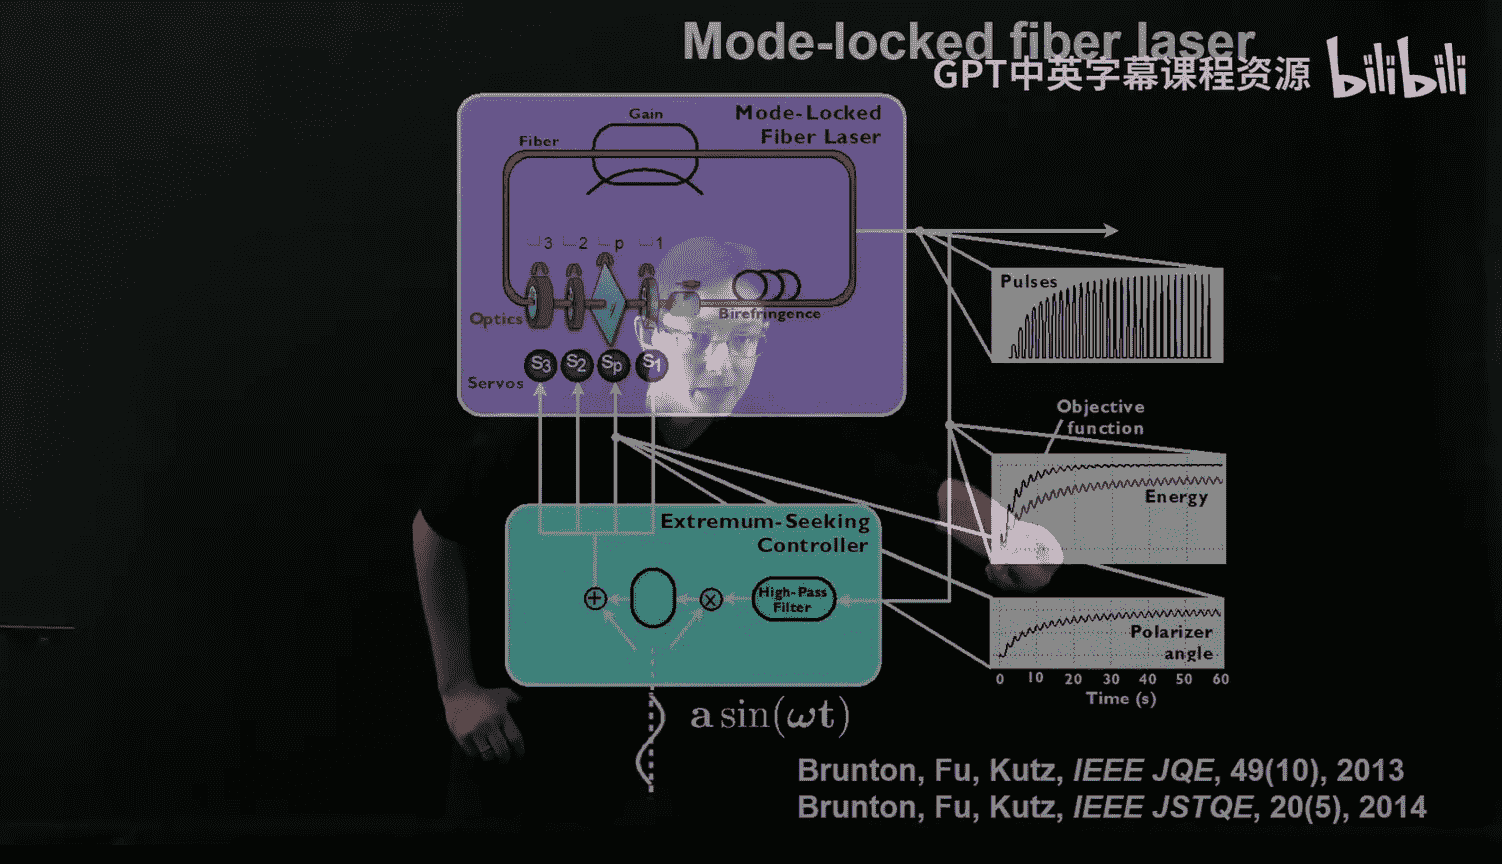 Mode-locked fiber laser
GPT中英字幕课程资源 bilibili
Mode-Locked
Fiber Laser
Gain
Fiber
3 2 p 1
Optics
Birefringence
Servos
S3 S2 Sp S1
Pulses
Objective
function
Energy
Extremum-Seeking
Controller
High-Pass
Filter
+
x
Polarizer
angle
0 10 20 30 40 50 60
Time (s)
a sin(ωt)
Brunton, Fu, Kutz, IEEE JQE, 49(10), 2013
Brunton, Fu, Kutz, IEEE JSTQE, 20(5), 2014